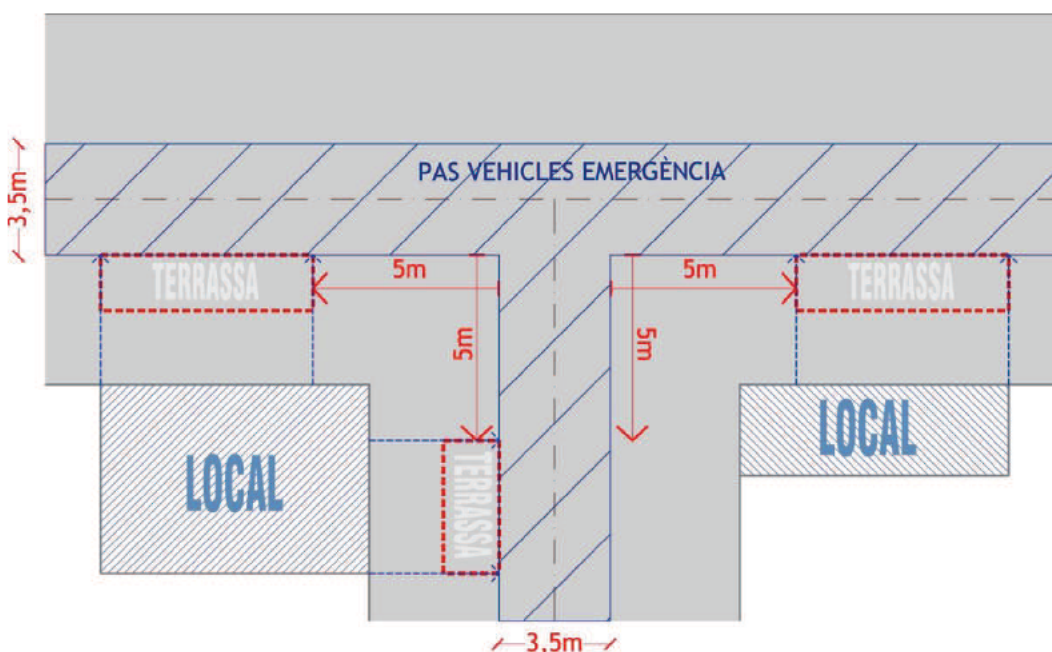 PAS VEHICLES EMERGÈNCIA
3,5m
TERRASSA
5m
5m
TERRASSA
5m
5m
LOCAL
TERRASSA
LOCAL
3,5m